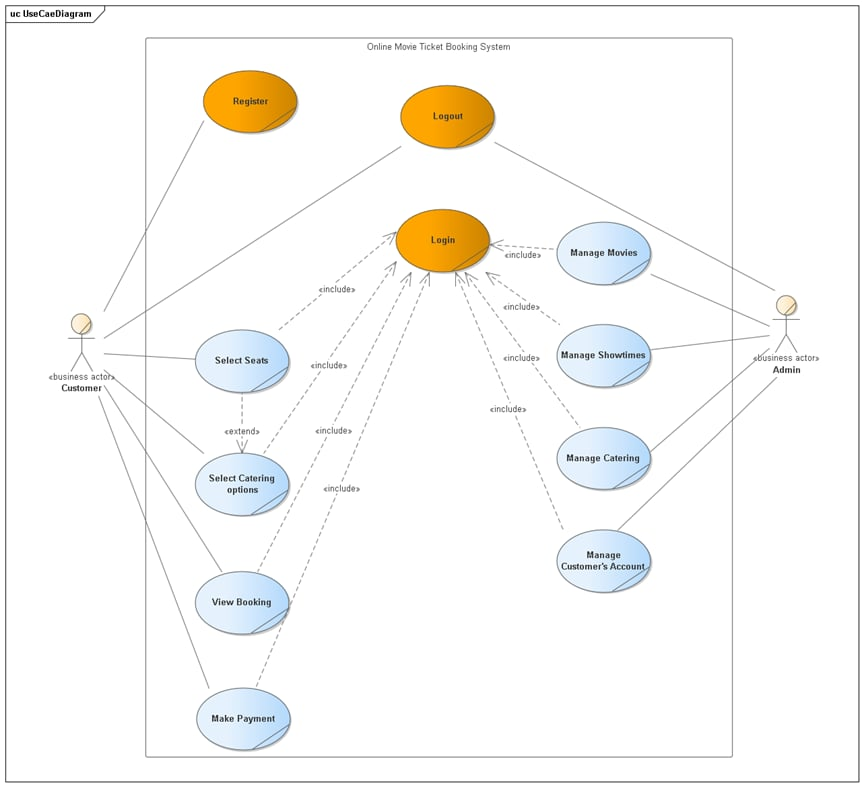 uc UseCaeDiagram
Online Movie Ticket Booking System
Register
Logout
Login
Manage Movies
«include»
«include»
«include»
Select Seats
Manage Showtimes
«business actor»
Customer
«business actor»
Admin
«include»
«include»
«include»
«extend»
«include»
Select Catering
options
Manage Catering
«include»
Manage
Customer's Account
View Booking
Make Payment